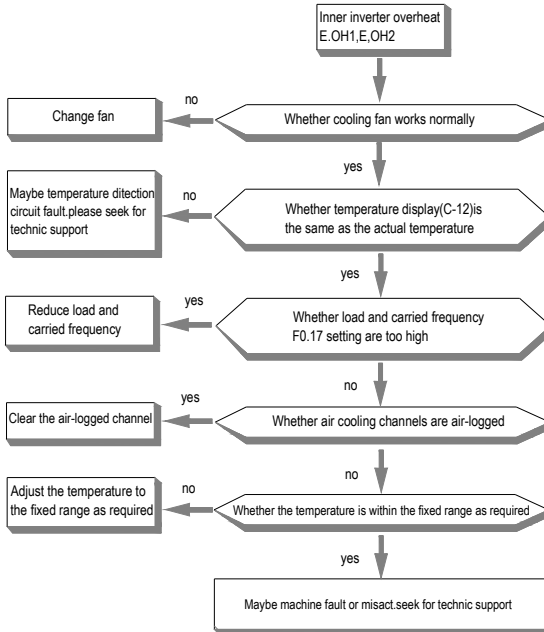 Inner inverter overheat
E.OH1,E,OH2
no
Change fan
Whether cooling fan works normally
yes
Maybe temperature ditection
circuit fault.please seek for
technic support
no
Whether temperature display(C-12)is
the same as the actual temperature
yes
Reduce load and
carried frequency
yes
Whether load and carried frequency
F0.17 setting are too high
no
Clear the air-logged channel
yes
Whether air cooling channels are air-logged
no
Adjust the temperature to
the fixed range as required
no
Whether the temperature is within the fixed range as required
yes
Maybe machine fault or misact.seek for technic support